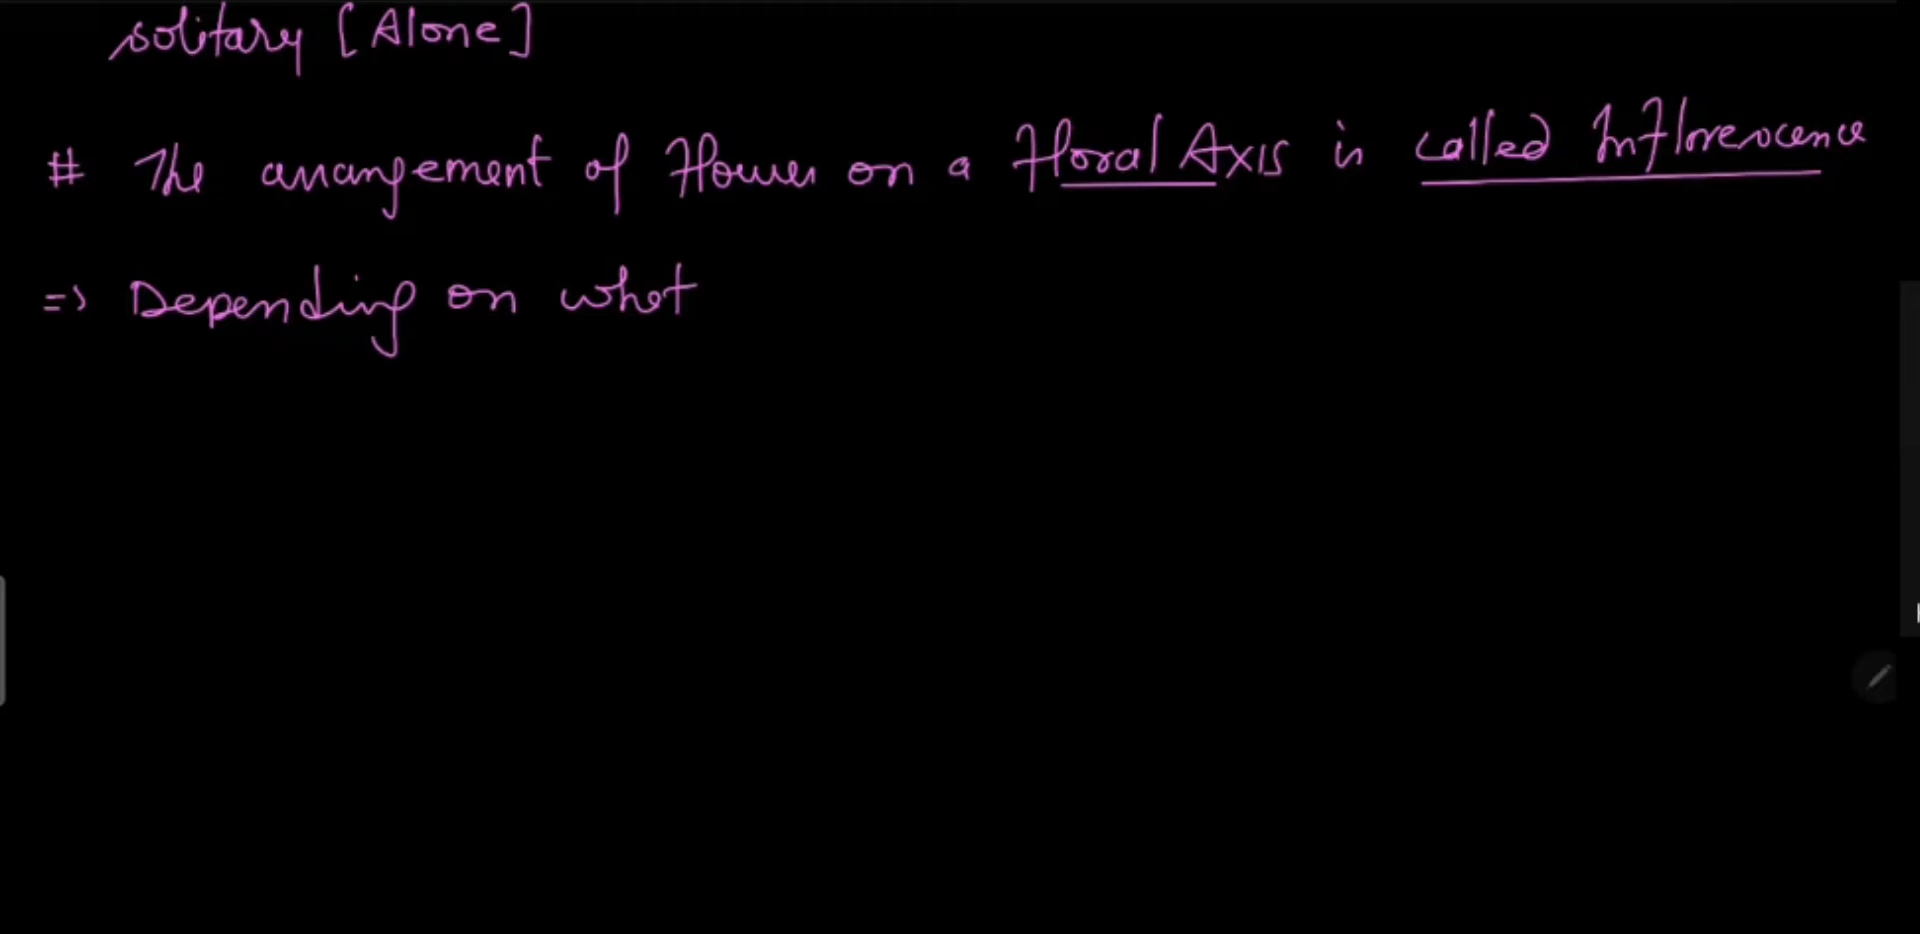 solitary [Alone]
# The arrangement of Flower on a Floral Axis is called Inflorescence
=> Depending on what